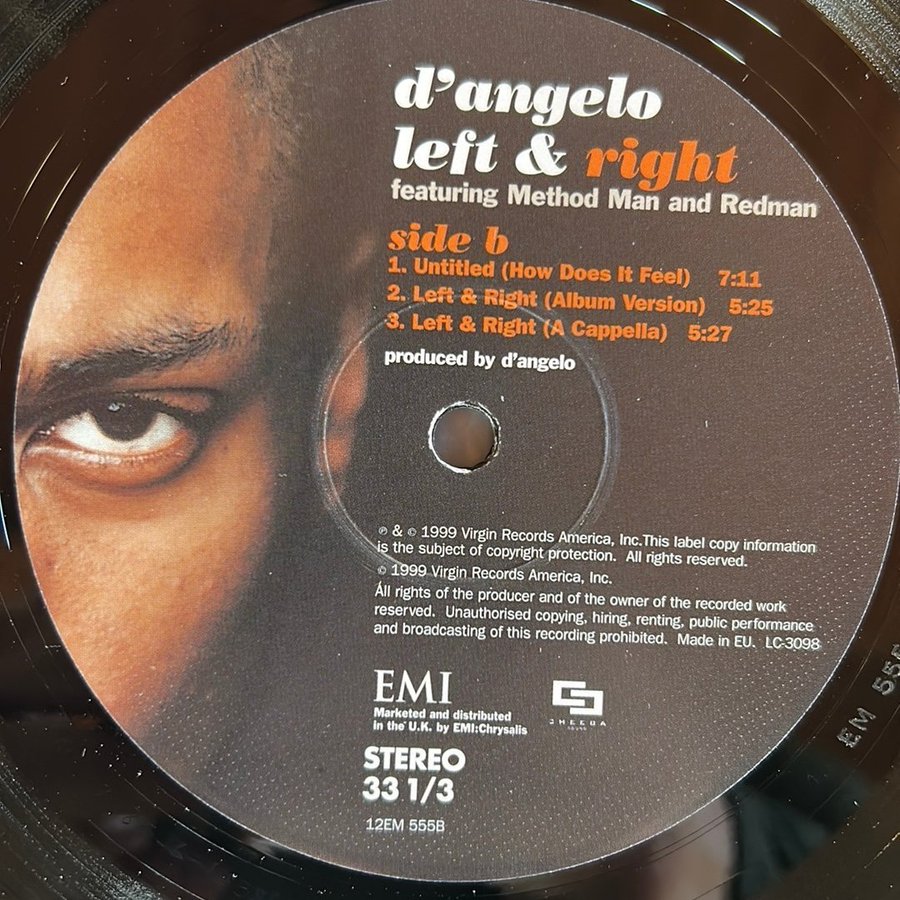 d'angelo
left & right
featuring Method Man and Redman
side b
1. Untitled (How Does It Feel) 7:11
2. Left & Right (Album Version) 5:25
3. Left & Right (A Cappella) 5:27
produced by d'angelo
℗ & © 1999 Virgin Records America, Inc.This label copy information
is the subject of copyright protection. All rights reserved.
© 1999 Virgin Records America, Inc.
All rights of the producer and of the owner of the recorded work
reserved. Unauthorised copying, hiring, renting, public performance
and broadcasting of this recording prohibited. Made in EU. LC-3098
EMI
Marketed and distributed
in the U.K. by EMI:Chrysalis
CHEEBA
SOUND
STEREO
33 1/3
12EM 555B
EM 555